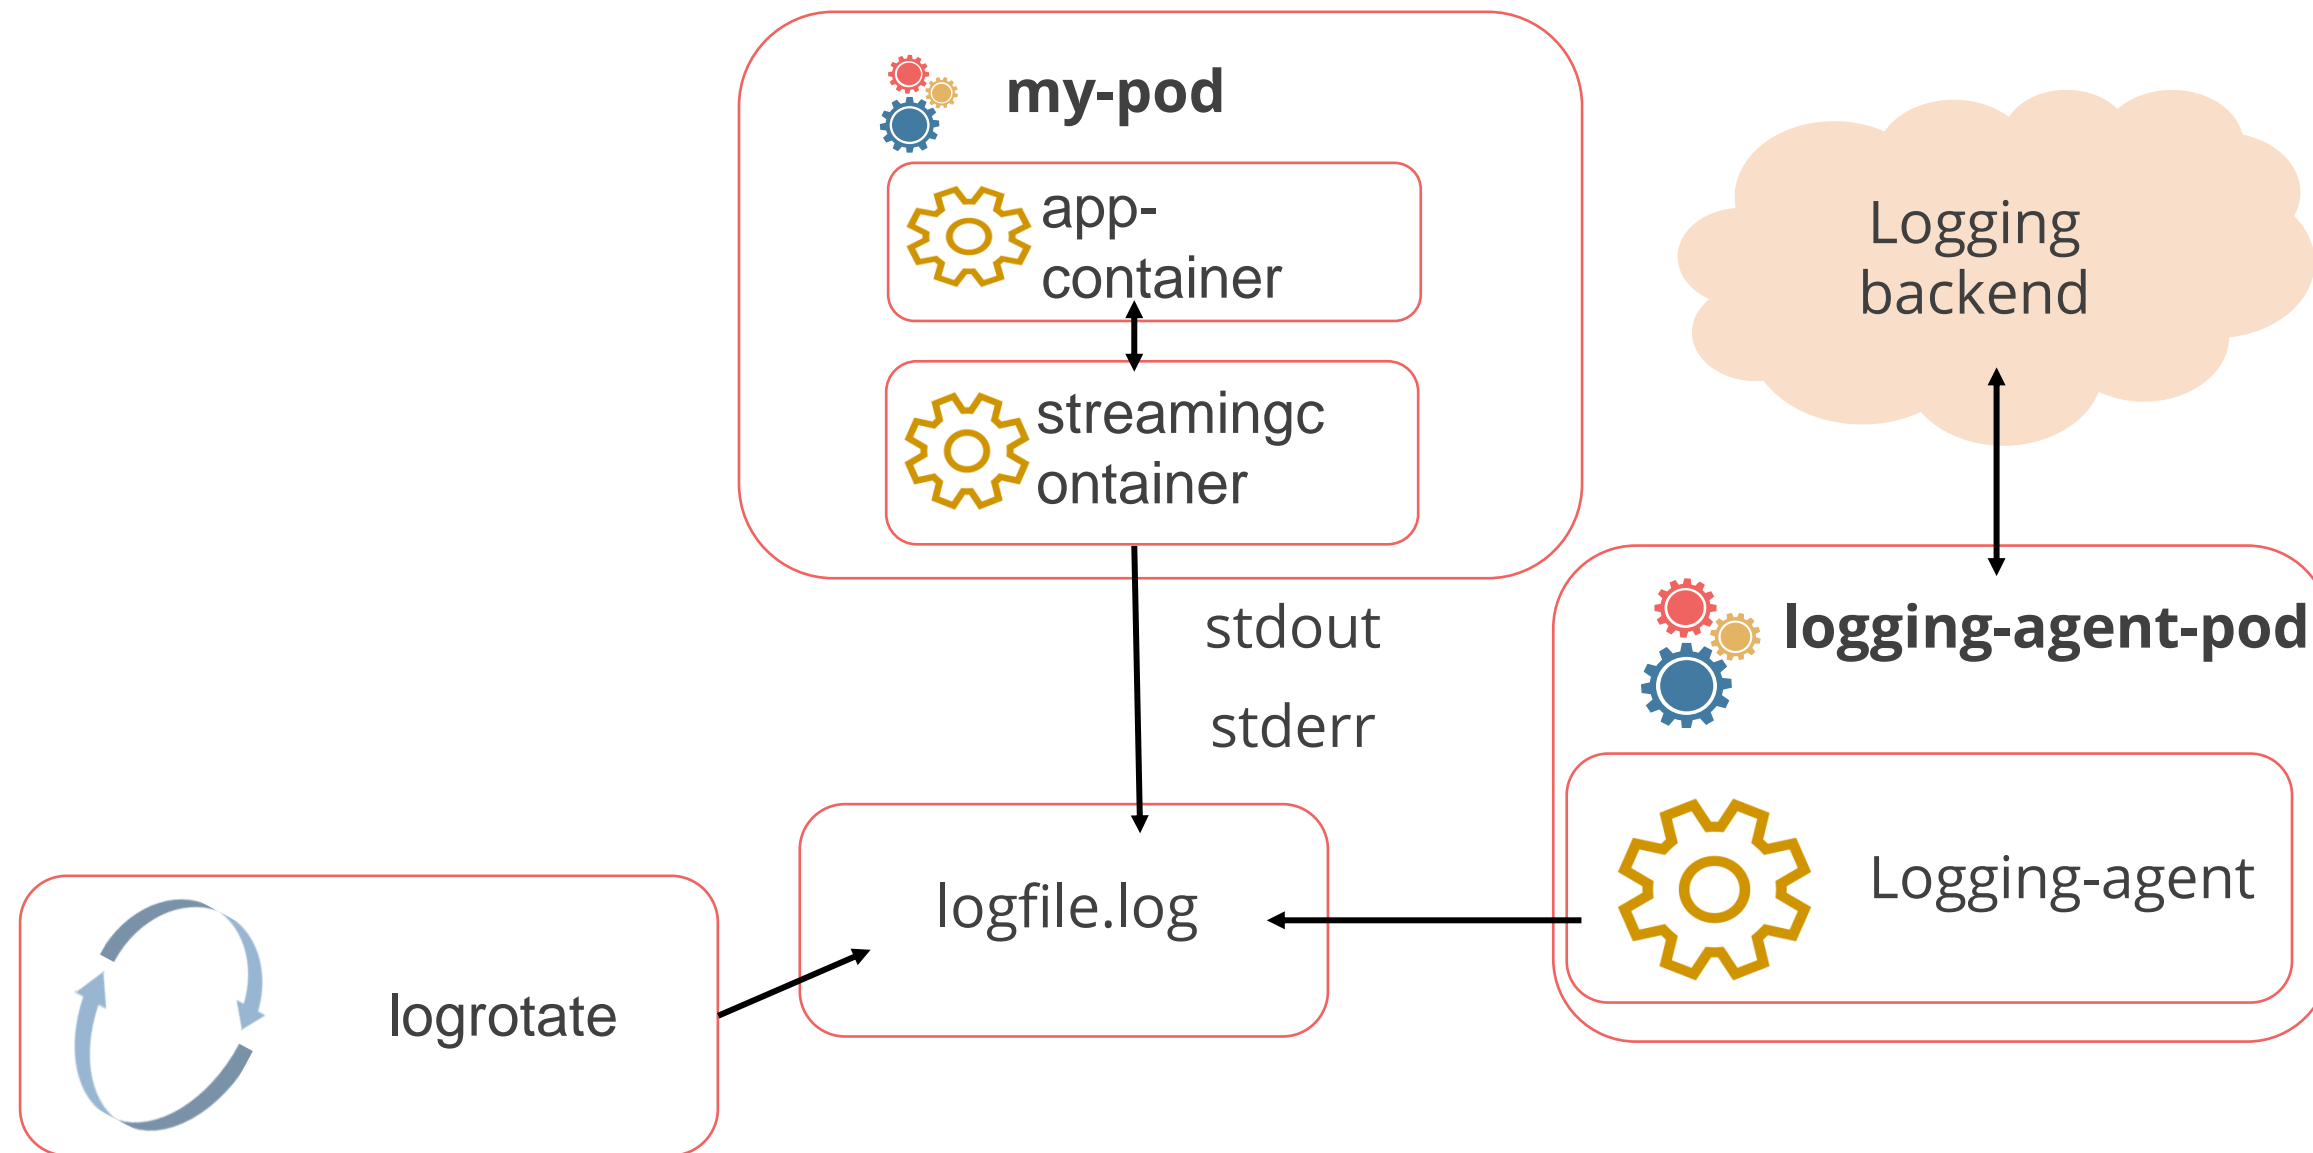 my-pod
app-
container
streamingc
ontainer
Logging
backend
stdout
stderr
logging-agent-pod
Logging-agent
logfile.log
logrotate